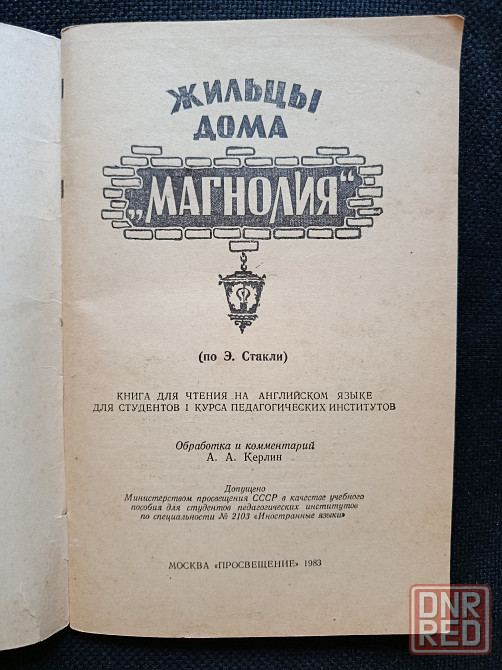 ЖИЛЬЦЫ
ДОМА
„МАГНОЛИЯ“
(по Э. Стакли)
КНИГА ДЛЯ ЧТЕНИЯ НА АНГЛИЙСКОМ ЯЗЫКЕ
ДЛЯ СТУДЕНТОВ I КУРСА ПЕДАГОГИЧЕСКИХ ИНСТИТУТОВ
Обработка и комментарий
А. А. Керлин
Допущено
Министерством просвещения СССР в качестве учебного
пособия для студентов педагогических институтов
по специальности № 2103 «Иностранные языки»
МОСКВА «ПРОСВЕЩЕНИЕ» 1983
DNR
RED